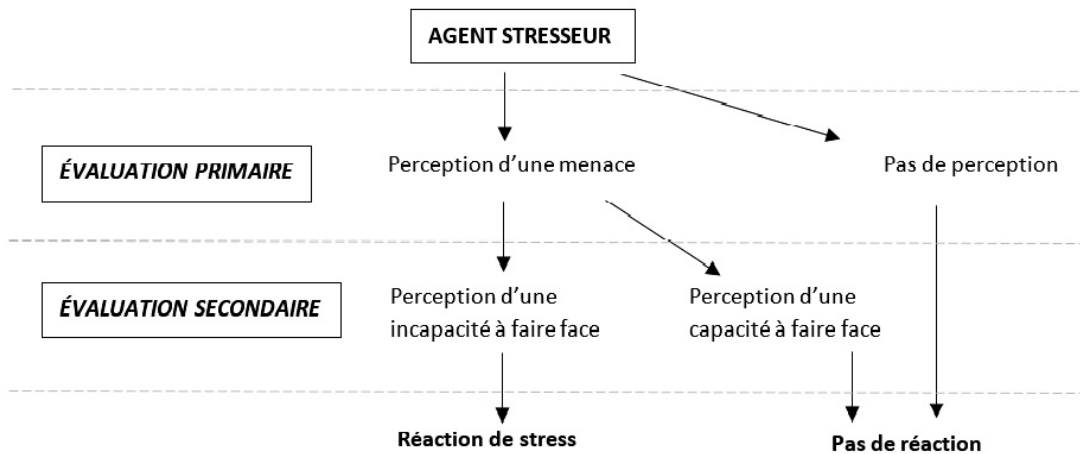 AGENT STRESSEUR
ÉVALUATION PRIMAIRE
Perception d’une menace
Pas de perception
ÉVALUATION SECONDAIRE
Perception d’une
incapacité à faire face
Perception d’une
capacité à faire face
Réaction de stress
Pas de réaction